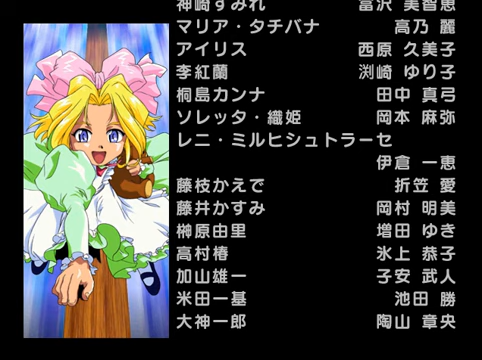 神崎すみれ 富沢 美智恵
マリア・タチバナ 高乃 麗
アイリス 西原 久美子
李紅蘭 渕崎 ゆり子
桐島カンナ 田中 真弓
ソレッタ・織姫 岡本 麻弥
レニ・ミルヒシュトラーセ
伊倉 一恵
藤枝かえで 折笠 愛
藤井かすみ 岡村 明美
榊原由里 増田 ゆき
高村椿 氷上 恭子
加山雄一 子安 武人
米田一基 池田 勝
大神一郎 陶山 章央